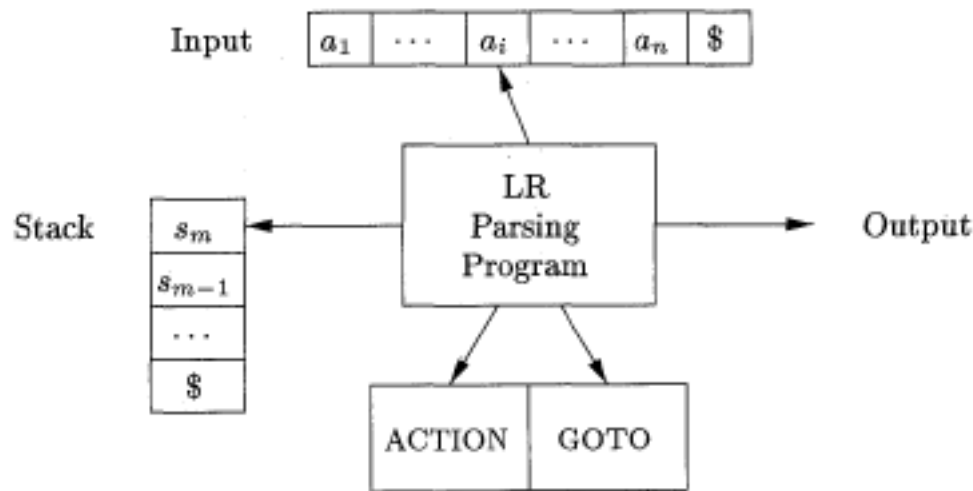 Input a₁ ··· aᵢ ··· aₙ $
LR
Parsing
Program
Stack
sₘ
sₘ₋₁
···
$
Output
ACTION GOTO